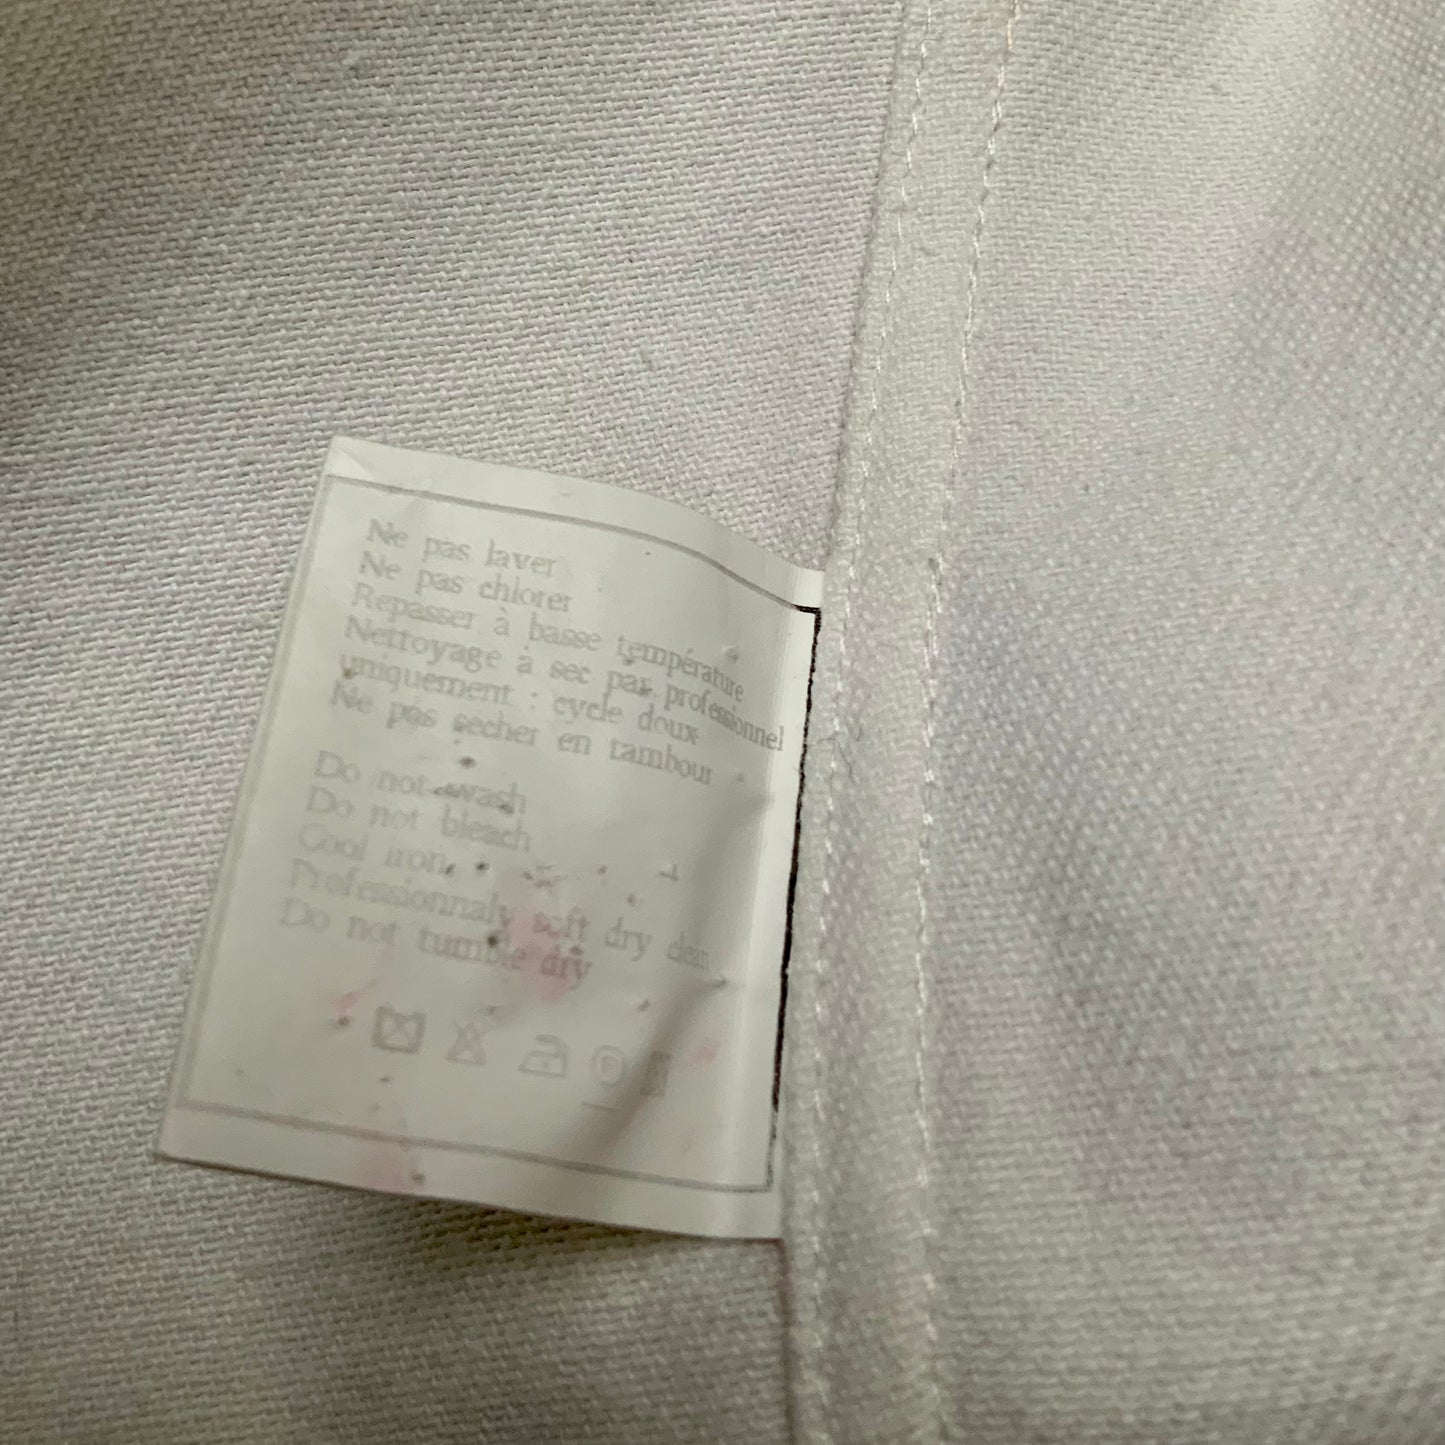 Ne pas laver
Ne pas chlorer
Repasser à basse température
Nettoyage à sec par professionnel
uniquement : cycle doux
Ne pas secher en tambour
Do not wash
Do not bleach
Cool iron
Professionnaly soft dry clean
Do not tumble dry
P